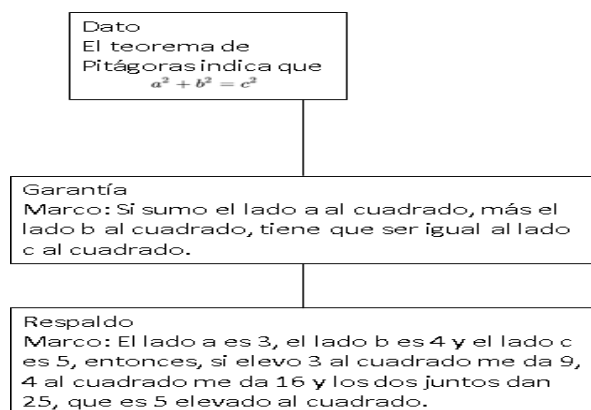 Dato
El teorema de
Pitágoras indica que
a² + b² = c²
Garantía
Marco: Si sumo el lado a al cuadrado, más el
lado b al cuadrado, tiene que ser igual al lado
c al cuadrado.
Respaldo
Marco: El lado a es 3, el lado b es 4 y el lado c
es 5, entonces, si elevo 3 al cuadrado me da 9,
4 al cuadrado me da 16 y los dos juntos dan
25, que es 5 elevado al cuadrado.